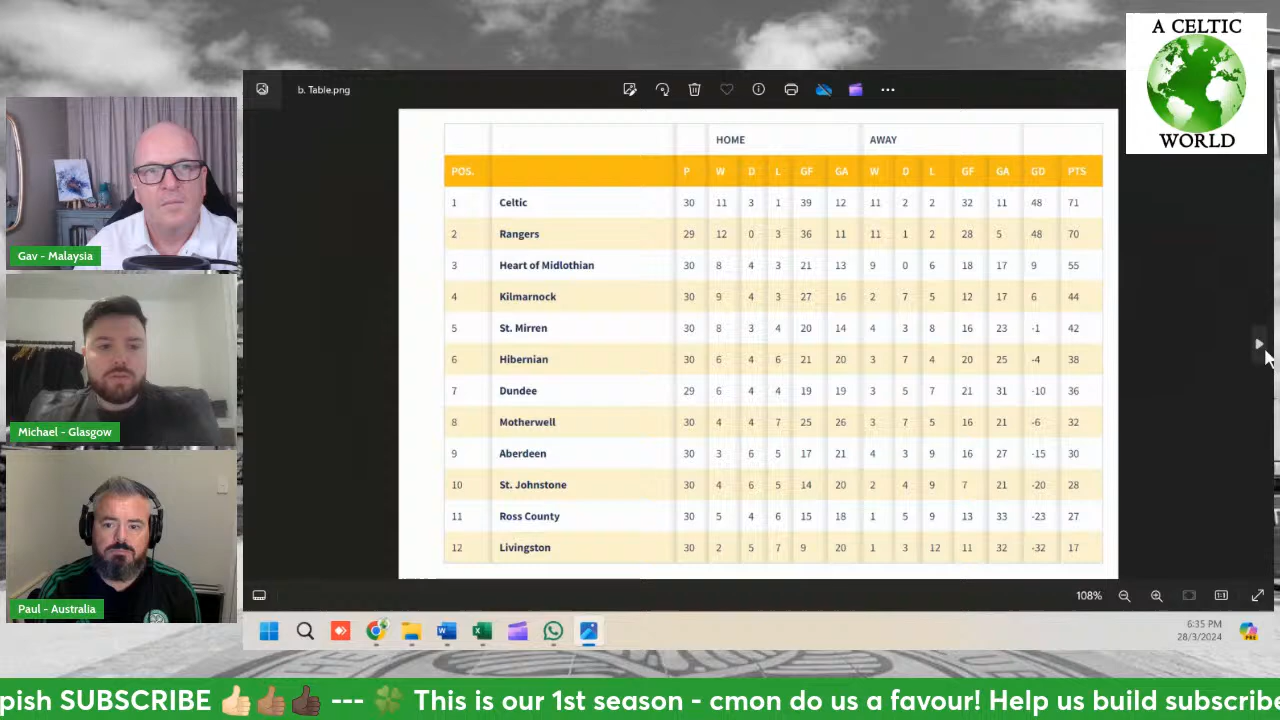 A CELTIC
WORLD
b. Table.png
Gav - Malaysia
Michael - Glasgow
Paul - Australia
HOME AWAY
POS. P W D L GF GA W D L GF GA GD PTS
1 Celtic 30 11 3 1 39 12 11 2 2 32 11 48 71
2 Rangers 29 12 0 3 36 11 11 1 2 28 5 48 70
3 Heart of Midlothian 30 8 4 3 21 13 9 0 6 18 17 9 55
4 Kilmarnock 30 9 4 3 27 16 2 7 5 12 17 6 44
5 St. Mirren 30 8 3 4 20 14 4 3 8 16 23 -1 42
6 Hibernian 30 6 4 6 21 20 3 7 4 20 25 -4 38
7 Dundee 29 6 4 4 19 19 3 5 7 21 31 -10 36
8 Motherwell 30 4 4 7 25 26 3 7 5 16 21 -6 32
9 Aberdeen 30 3 6 5 17 21 4 3 9 16 27 -15 30
10 St. Johnstone 30 4 6 5 14 20 2 4 9 7 21 -20 28
11 Ross County 30 5 4 6 15 18 1 5 9 13 33 -23 27
12 Livingston 30 2 5 7 9 20 1 3 12 11 32 -32 17
108%
6:35 PM
28/3/2024
pish SUBSCRIBE 👍🏼👍🏽👍🏿 --- 🍀 This is our 1st season - cmon do us a favour! Help us build subscribe